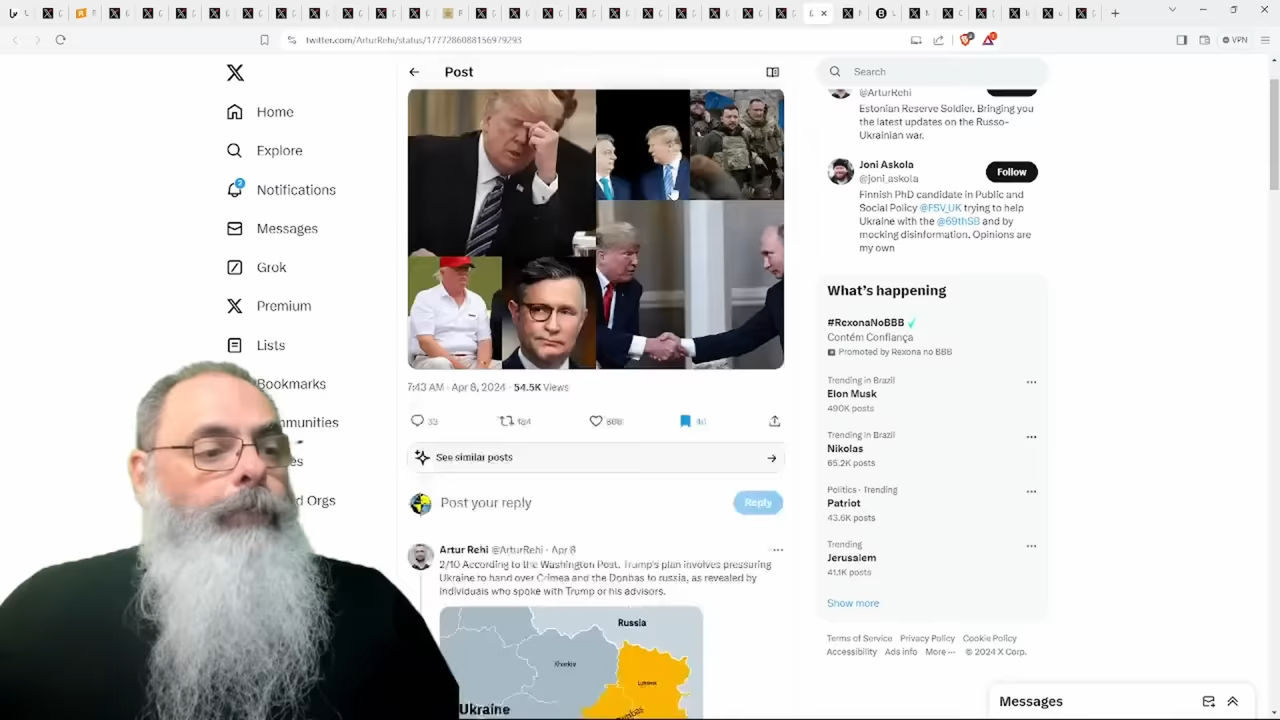 twitter.com/ArturRehi/status/1777286088156979293
VPN
Home
Explore
2
Notifications
Messages
Grok
Premium
Lists
Bookmarks
Post
7:43 AM · Apr 8, 2024 · 54.5K Views
33
184
See similar posts
Post your reply
Reply
Artur Rehi @ArturRehi · Apr 8
2/10 According to the Washington Post, Trump's plan involves pressuring
Ukraine to hand over Crimea and the Donbas to russia, as revealed by
individuals who spoke with Trump or his advisors.
Russia
Kharkiv
Luhansk
Ukraine
Donbas
Search
@ArturRehi
Estonian Reserve Soldier. Bringing you
the latest updates on the Russo-
Ukrainian war.
Joni Askola
@joni_askola
Follow
Finnish PhD candidate in Public and
Social Policy @FSV_UK trying to help
Ukraine with the @69thSB and by
mocking disinformation. Opinions are
my own
What's happening
#RexonaNoBBB
Contém Confiança
Promoted by Rexona no BBB
Trending in Brazil
Elon Musk
490K posts
Trending in Brazil
Nikolas
65.2K posts
Politics · Trending
Patriot
43.6K posts
Trending
Jerusalem
41.1K posts
Show more
Terms of Service Privacy Policy Cookie Policy
Accessibility Ads info More ··· © 2024 X Corp.
Messages